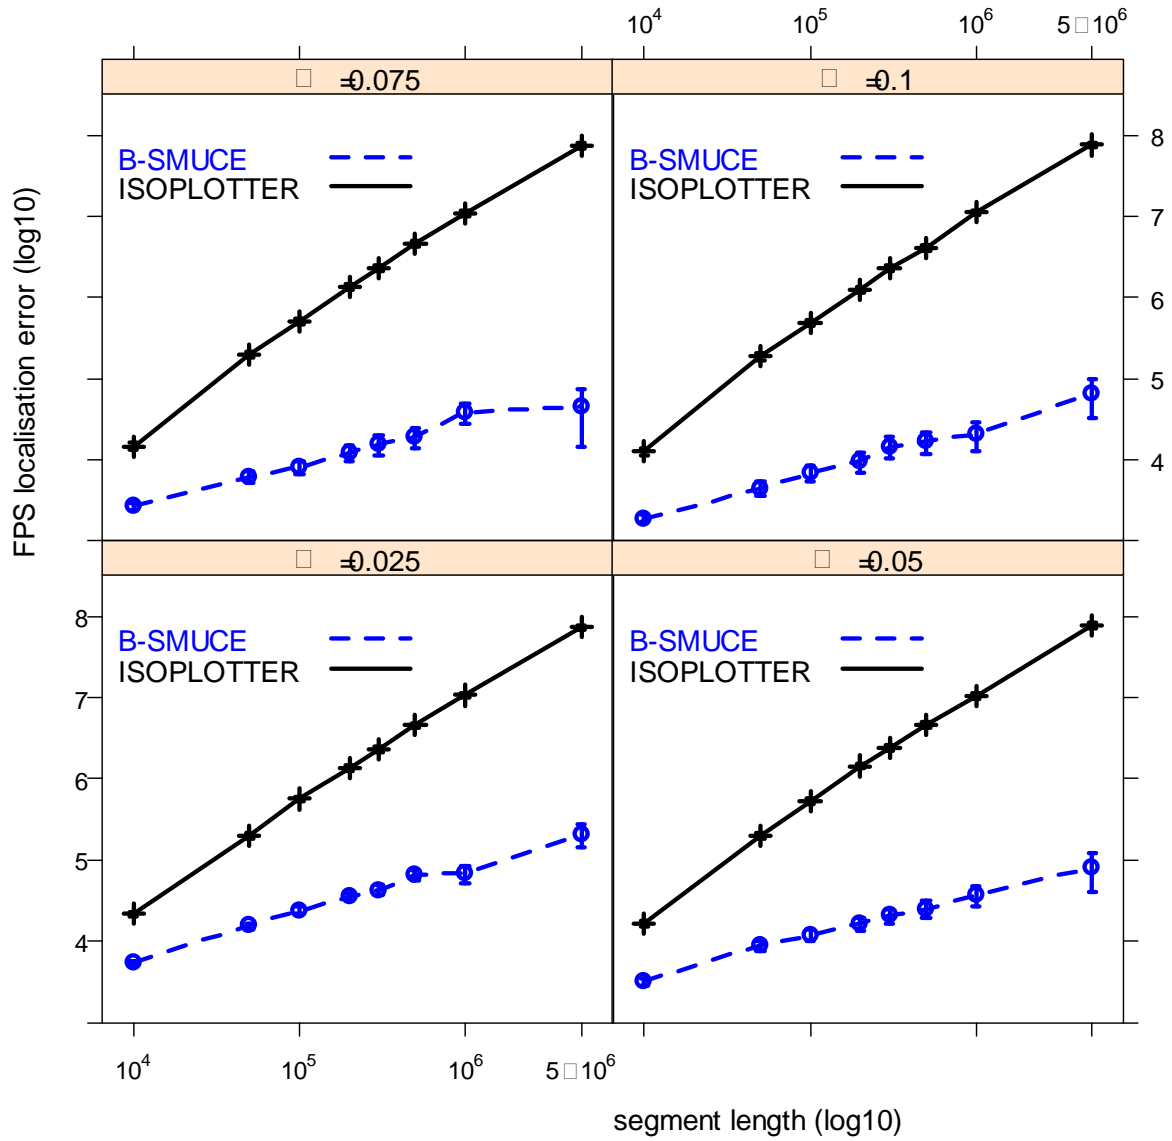 10⁴ 10⁵ 10⁶ 5□10⁶
□ =0.075 □ =0.1
B-SMUCE
ISOPLOTTER
B-SMUCE
ISOPLOTTER
8
7
6
5
4
FPS localisation error (log10)
□ =0.025 □ =0.05
B-SMUCE
ISOPLOTTER
B-SMUCE
ISOPLOTTER
8
7
6
5
4
10⁴ 10⁵ 10⁶ 5□10⁶
segment length (log10)